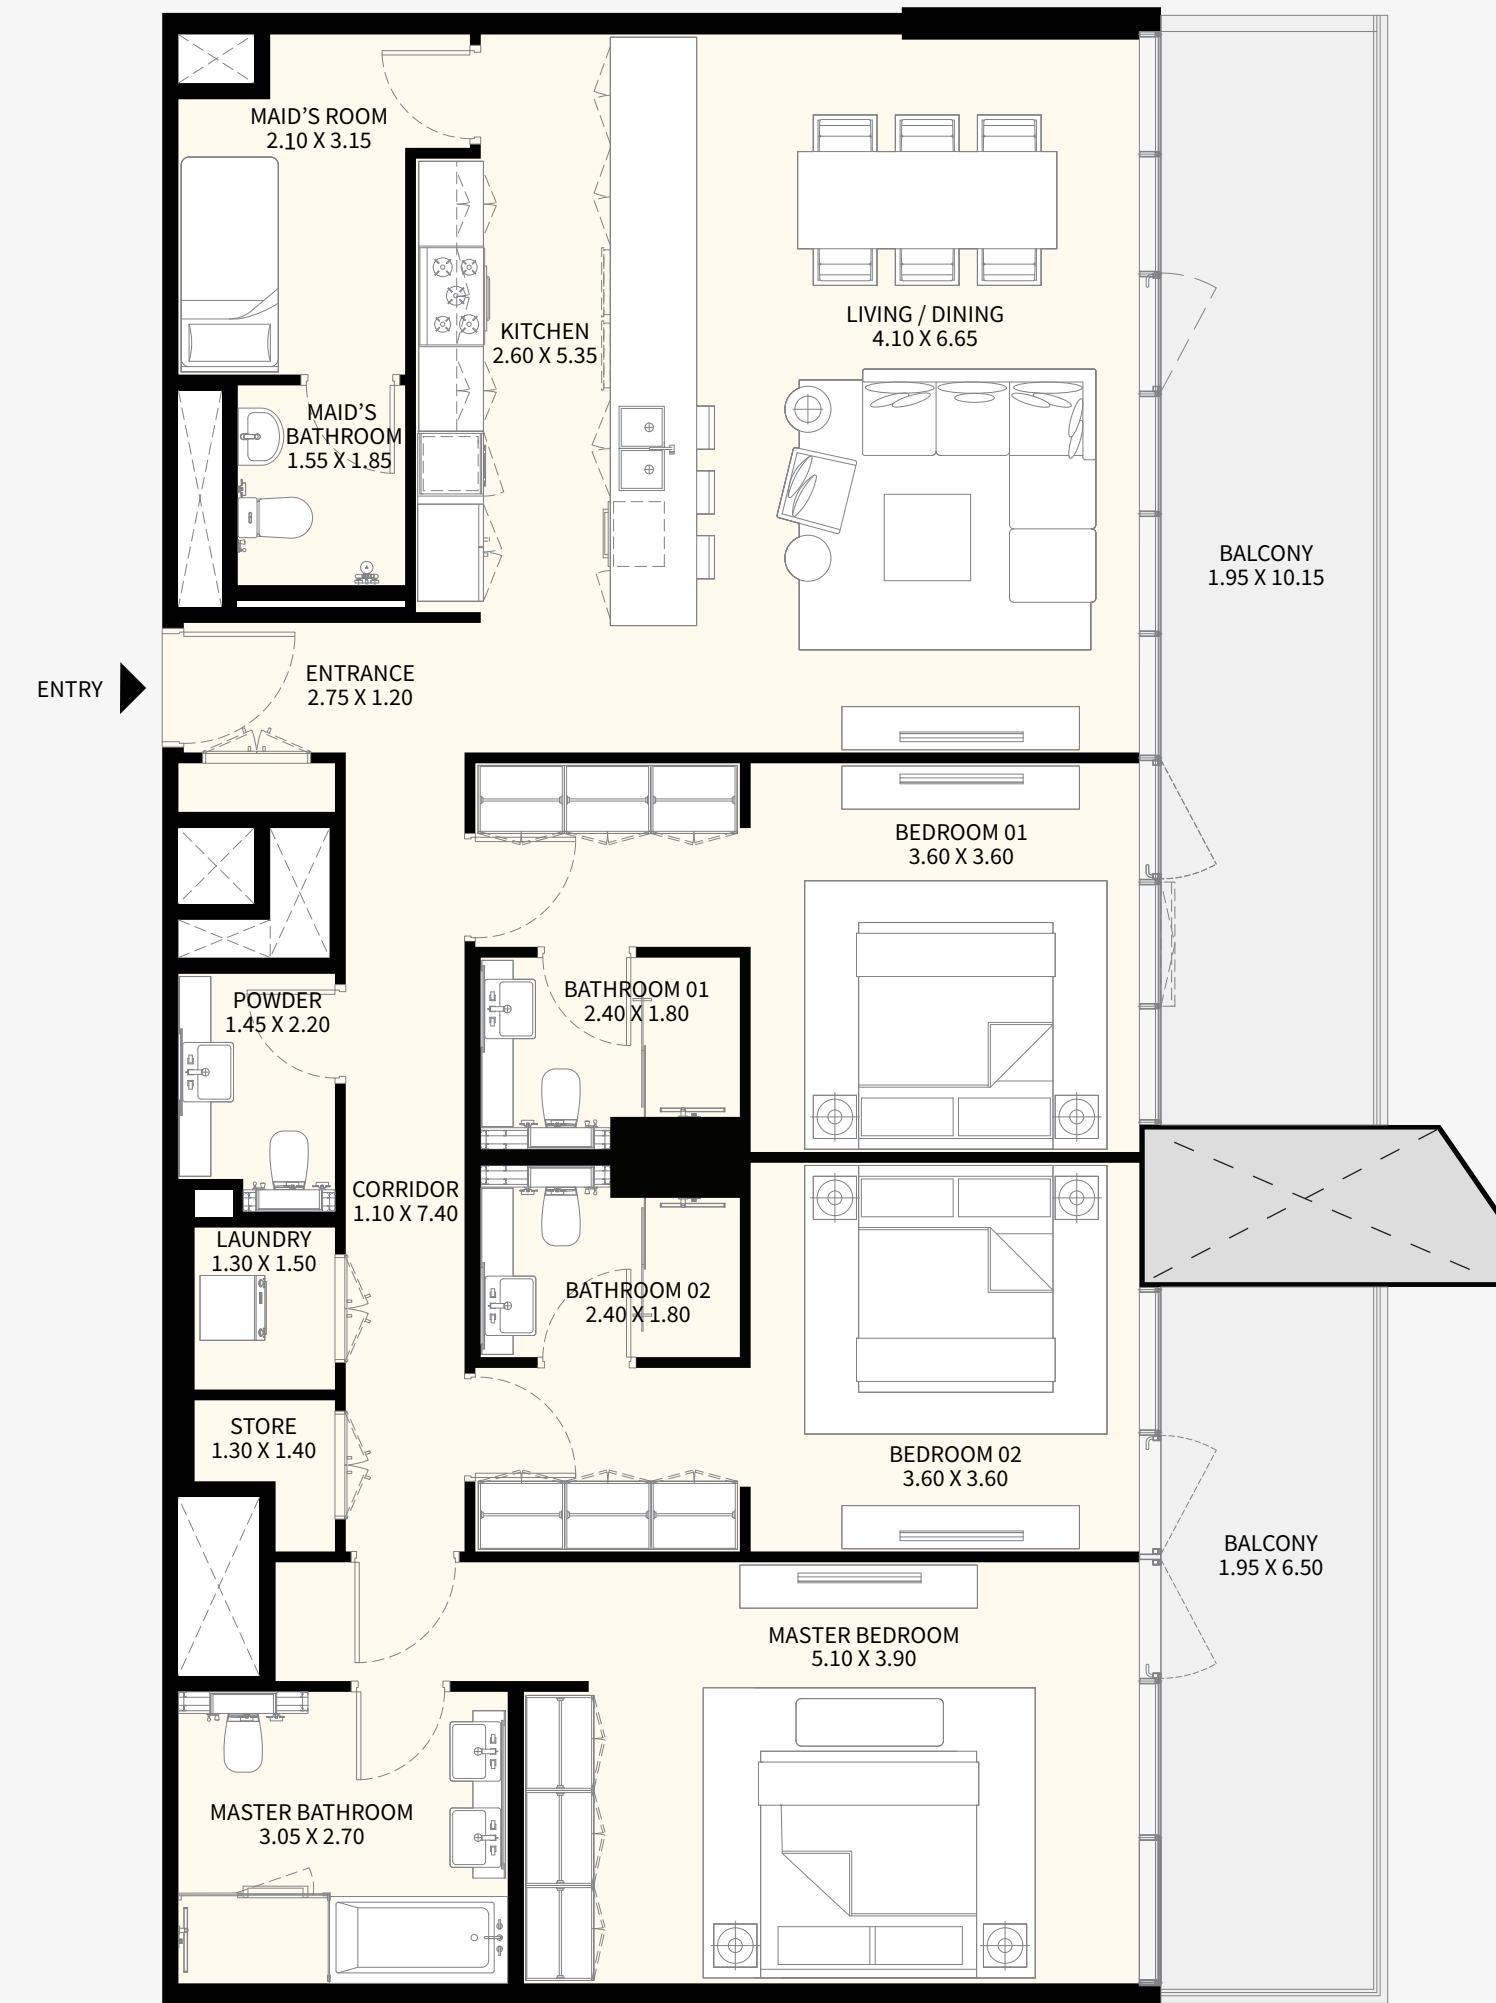 MAID'S ROOM
2.10 X 3.15
LIVING / DINING
4.10 X 6.65
KITCHEN
2.60 X 5.35
MAID'S
BATHROOM
1.55 X 1.85
BALCONY
1.95 X 10.15
ENTRY
ENTRANCE
2.75 X 1.20
BEDROOM 01
3.60 X 3.60
BATHROOM 01
2.40 X 1.80
POWDER
1.45 X 2.20
CORRIDOR
1.10 X 7.40
LAUNDRY
1.30 X 1.50
BATHROOM 02
2.40 X 1.80
STORE
1.30 X 1.40
BEDROOM 02
3.60 X 3.60
BALCONY
1.95 X 6.50
MASTER BEDROOM
5.10 X 3.90
MASTER BATHROOM
3.05 X 2.70